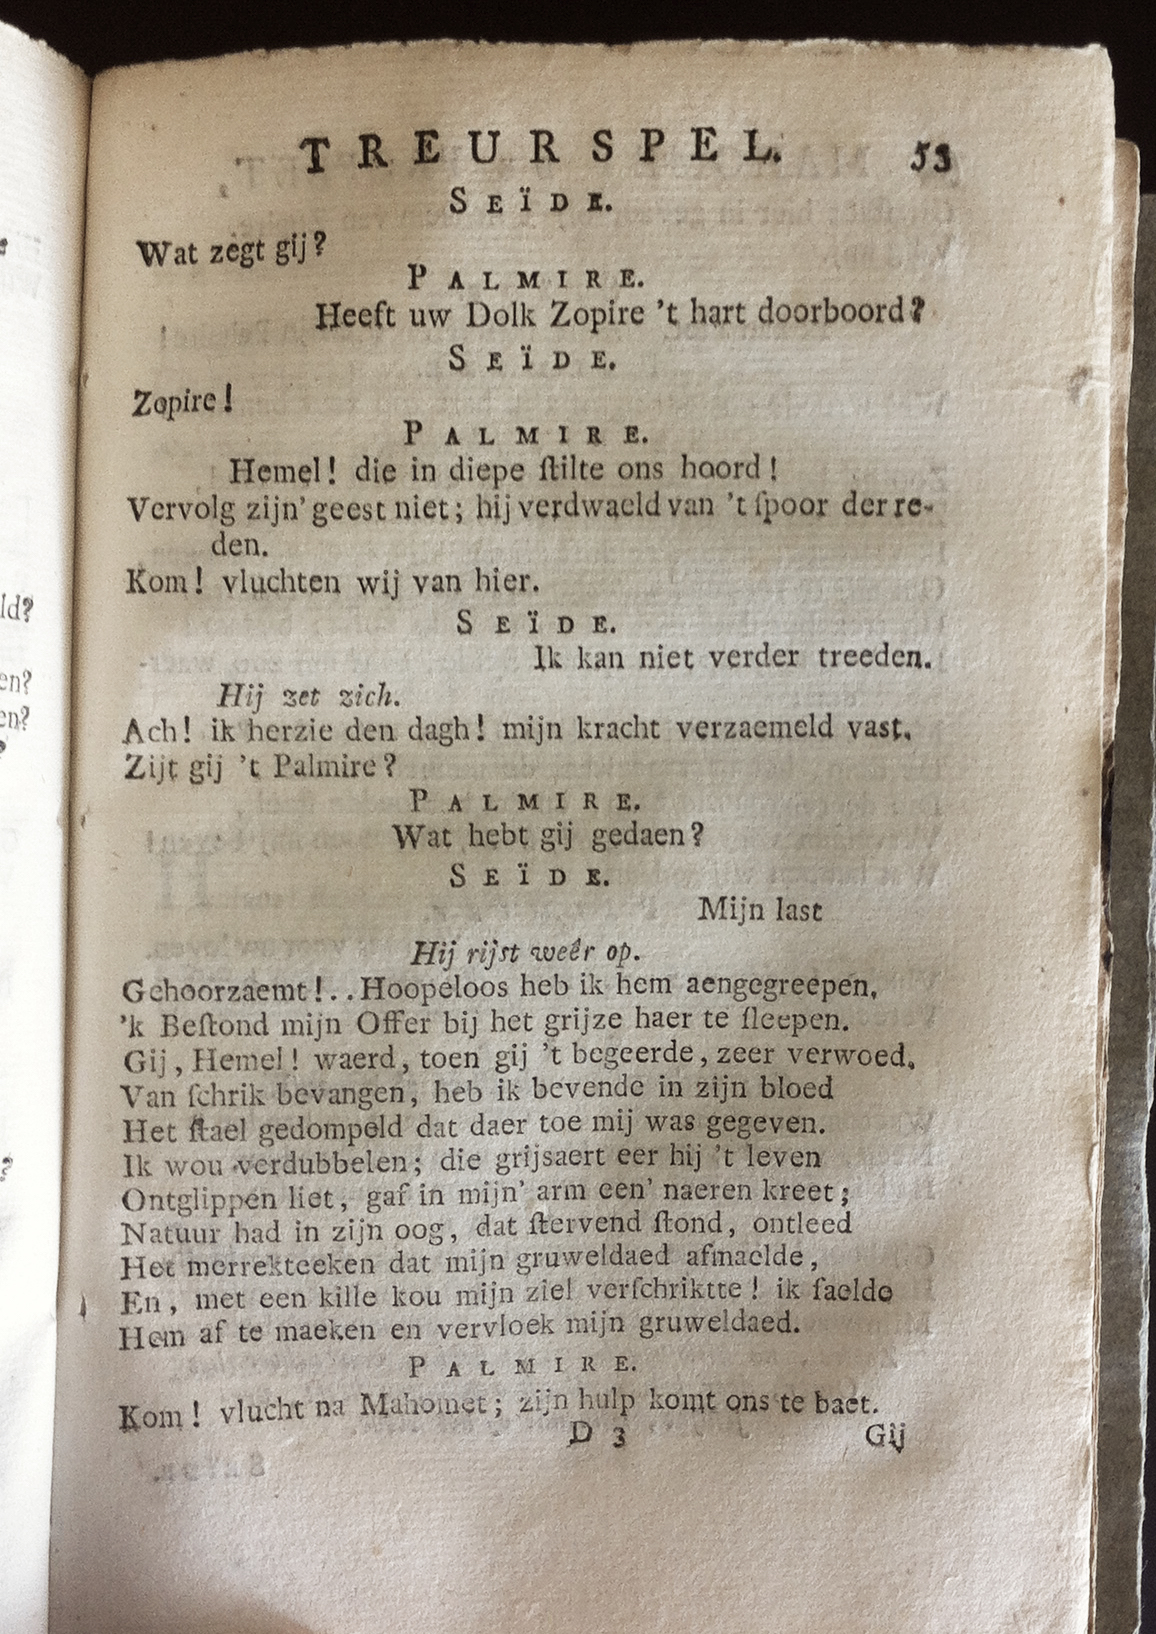 TREURSPEL. 53
SEÏDE.
Wat zegt gij?
PALMIRE.
Heeft uw Dolk Zopire 't hart doorboord?
SEÏDE.
Zopire!
PALMIRE.
Hemel! die in diepe ſtilte ons hoord!
Vervolg zijn' geest niet; hij verdwaeld van 't ſpoor der re-
den.
Kom! vluchten wij van hier.
SEÏDE.
Ik kan niet verder treeden.
Hij zet zich.
Ach! ik herzie den dagh! mijn kracht verzaemeld vast.
Zijt gij 't Palmire?
PALMIRE.
Wat hebt gij gedaen?
SEÏDE.
Mijn last
Hij rijst weêr op.
Gehoorzaemt!.. Hoopeloos heb ik hem aengegreepen,
'k Beſtond mijn Offer bij het grijze haer te ſleepen.
Gij, Hemel! waerd, toen gij 't begeerde, zeer verwoed.
Van ſchrik bevangen, heb ik bevende in zijn bloed
Het ſtael gedompeld dat daer toe mij was gegeven.
Ik wou verdubbelen; die grijsaert eer hij 't leven
Ontglippen liet, gaf in mijn' arm een' naeren kreet;
Natuur had in zijn oog, dat ſtervend ſtond, ontleed
Het merrekteeken dat mijn gruweldaed afmaelde,
En, met een kille kou mijn ziel verſchriktte! ik faelde
Hem af te maeken en vervloek mijn gruweldaed.
PALMIRE.
Kom! vlucht na Mahomet; zijn hulp komt ons te baet.
D 3 Gij
ld?
en?
en?
?
?